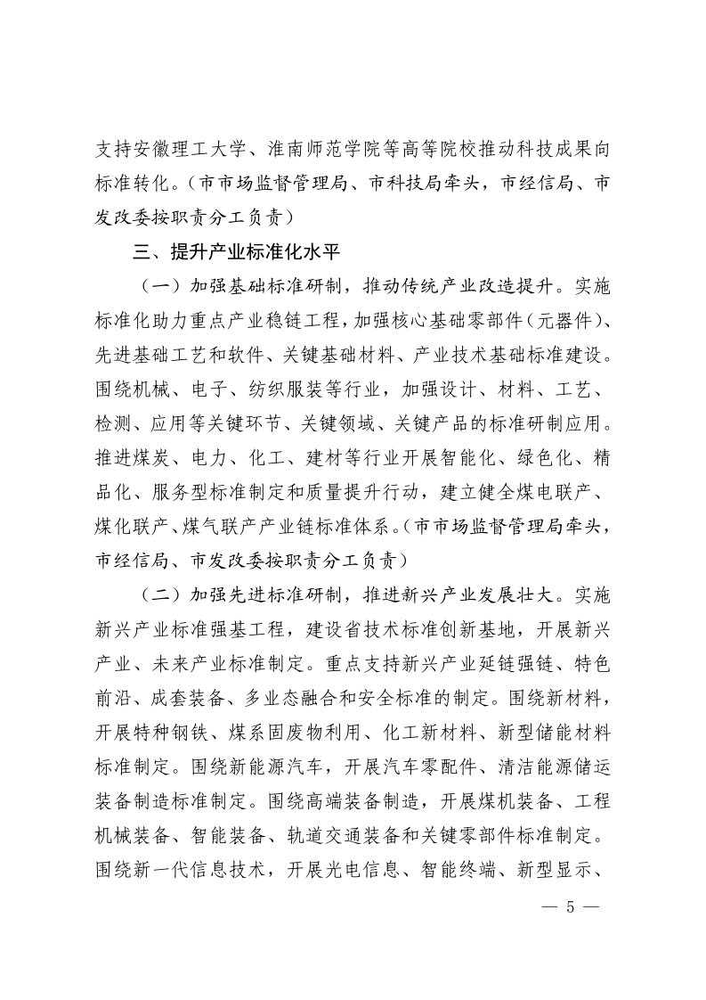 支持安徽理工大学、淮南师范学院等高等院校推动科技成果向
标准转化。（市市场监督管理局、市科技局牵头，市经信局、市
发改委按职责分工负责）
三、提升产业标准化水平
（一）加强基础标准研制，推动传统产业改造提升。实施
标准化助力重点产业稳链工程，加强核心基础零部件（元器件）、
先进基础工艺和软件、关键基础材料、产业技术基础标准建设。
围绕机械、电子、纺织服装等行业，加强设计、材料、工艺、
检测、应用等关键环节、关键领域、关键产品的标准研制应用。
推进煤炭、电力、化工、建材等行业开展智能化、绿色化、精
品化、服务型标准制定和质量提升行动，建立健全煤电联产、
煤化联产、煤气联产产业链标准体系。（市市场监督管理局牵头，
市经信局、市发改委按职责分工负责）
（二）加强先进标准研制，推进新兴产业发展壮大。实施
新兴产业标准强基工程，建设省技术标准创新基地，开展新兴
产业、未来产业标准制定。重点支持新兴产业延链强链、特色
前沿、成套装备、多业态融合和安全标准的制定。围绕新材料，
开展特种钢铁、煤系固废物利用、化工新材料、新型储能材料
标准制定。围绕新能源汽车，开展汽车零配件、清洁能源储运
装备制造标准制定。围绕高端装备制造，开展煤机装备、工程
机械装备、智能装备、轨道交通装备和关键零部件标准制定。
围绕新一代信息技术，开展光电信息、智能终端、新型显示、
— 5 —